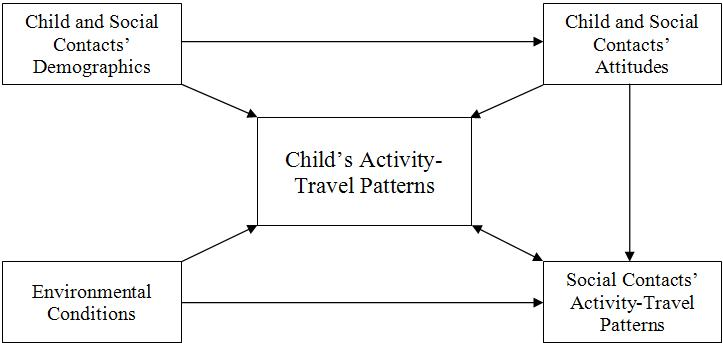 Child and Social
Contacts’
Demographics
Child and Social
Contacts’
Attitudes
Child’s Activity-
Travel Patterns
Environmental
Conditions
Social Contacts’
Activity-Travel
Patterns